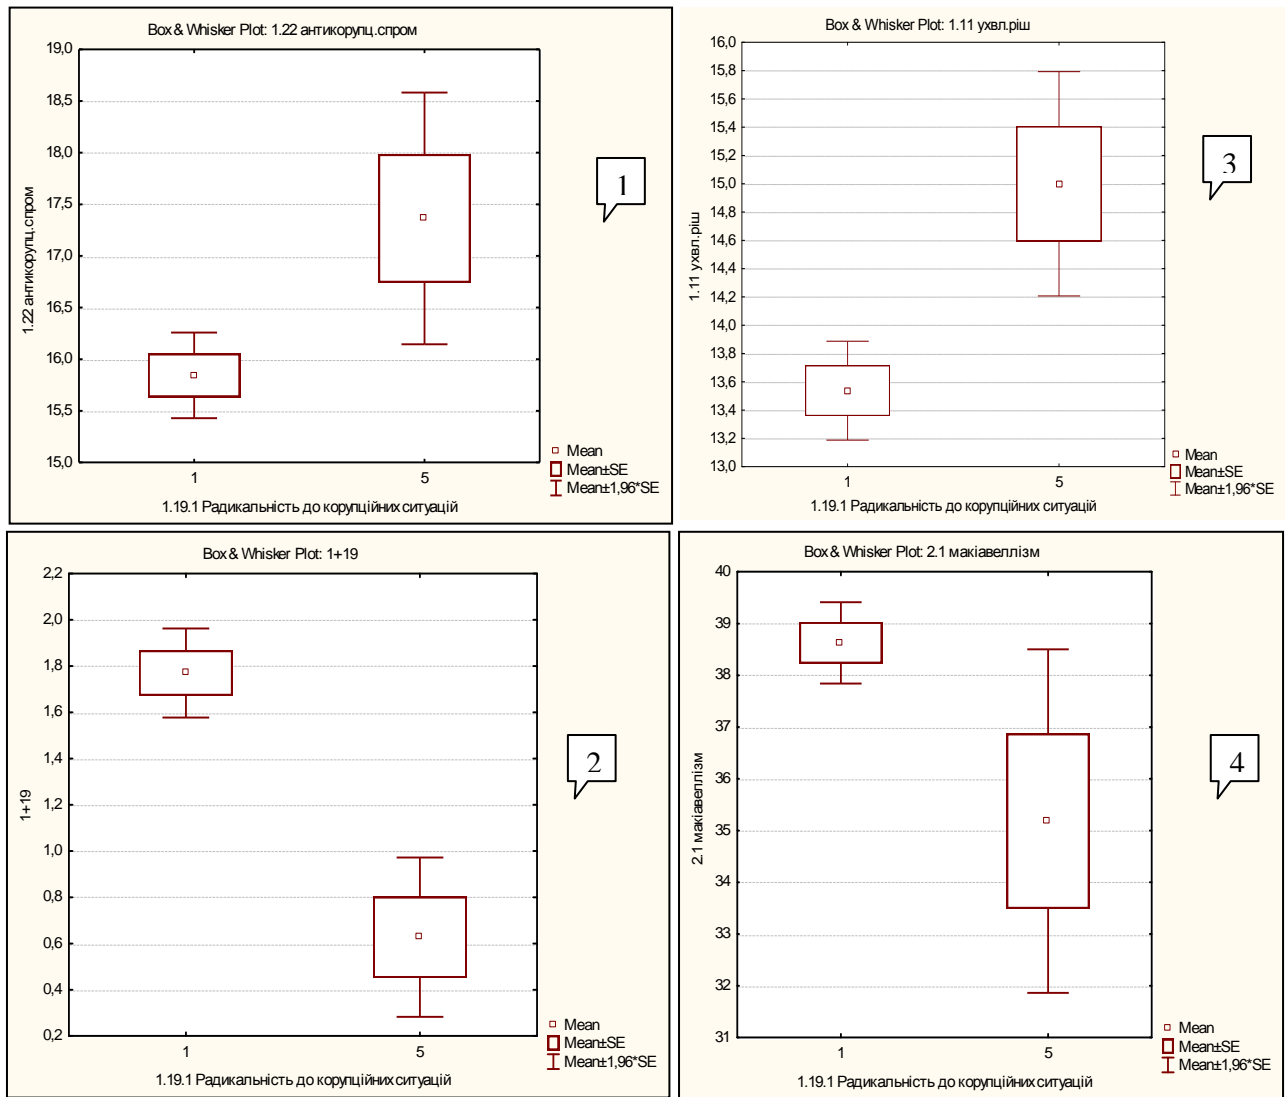 Box & Whisker Plot: 1.22 антикорупц.спром
19,0
18,5
18,0
17,5
17,0
16,5
16,0
15,5
15,0
1.22 антикорупц.спром
1
5
1.19.1 Радикальність до корупційних ситуацій
Mean
Mean±SE
Mean±1,96*SE
1
Box & Whisker Plot: 1.11 ухвл.ріш
16,0
15,8
15,6
15,4
15,2
15,0
14,8
14,6
14,4
14,2
14,0
13,8
13,6
13,4
13,2
13,0
1.11 ухвл.ріш
1
5
1.19.1 Радикальність до корупційних ситуацій
Mean
Mean±SE
Mean±1,96*SE
3
Box & Whisker Plot: 1+19
2,2
2,0
1,8
1,6
1,4
1,2
1,0
0,8
0,6
0,4
0,2
1+19
1
5
1.19.1 Радикальність до корупційних ситуацій
Mean
Mean±SE
Mean±1,96*SE
2
Box & Whisker Plot: 2.1 макіавеллізм
40
39
38
37
36
35
34
33
32
31
2.1 макіавеллізм
1
5
1.19.1 Радикальність до корупційних ситуацій
Mean
Mean±SE
Mean±1,96*SE
4